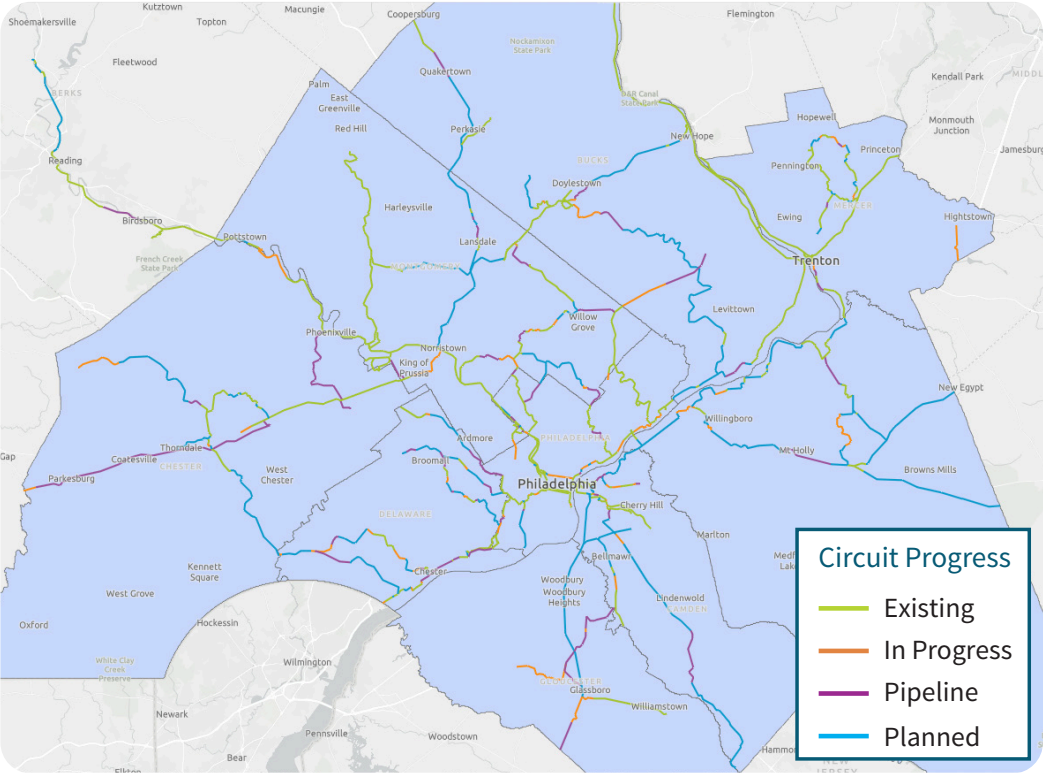 Kutztown
Macungie
Coopersburg
Flemington
Shoemakersville
Topton
Nockamixon
State Park
Fleetwood
Quakertown
Kendall Park
Palm
BERKS
East
Greenville
D&R Canal
State Park
Hopewell
Monmouth
Junction
Red Hill
Perkasie
New Hope
Princeton
Jamesburg
Reading
BUCKS
Pennington
Doylestown
Harleysville
MERCER
Birdsboro
Ewing
Hightstown
Pottstown
Lansdale
French Creek
State Park
MONTGOMERY
Trenton
Levittown
Willow
Grove
Phoenixville
Norristown
King of
Prussia
New Egypt
Willingboro
Ardmore
PHILADELPHIA
Thorndale
Mt Holly
Gap
Coatesville
Broomall
CHESTER
West
Chester
Browns Mills
Parkesburg
Philadelphia
Cherry Hill
DELAWARE
Marlton
Bellmawr
Kennett
Square
Chester
Woodbury
Woodbury
Heights
West Grove
Lindenwold
CAMDEN
Oxford
Hockessin
White Clay
Creek
Preserve
Wilmington
GLOUCESTER
Glassboro
Williamstown
Newark
Pennsville
Woodstown
Bear
Elkton
NEW
JERSEY
Circuit Progress
Existing
In Progress
Pipeline
Planned